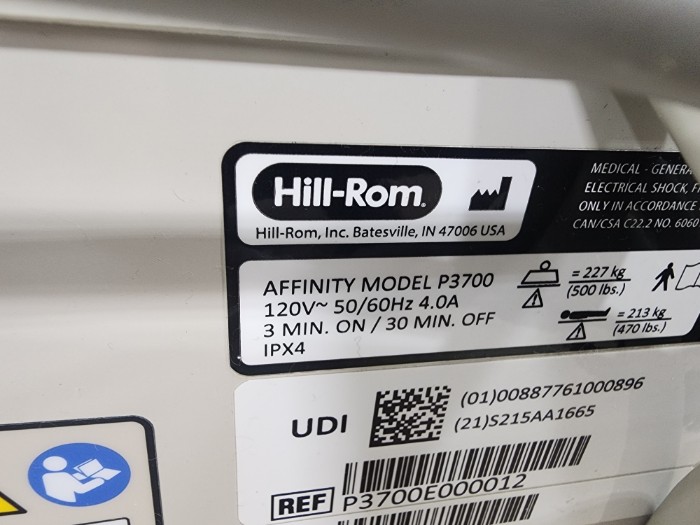 Hill-Rom®
Hill-Rom, Inc. Batesville, IN 47006 USA
MEDICAL - GENERA
ELECTRICAL SHOCK, FI
ONLY IN ACCORDANCE
CAN/CSA C22.2 NO. 6060
AFFINITY MODEL P3700
120V~ 50/60Hz 4.0A
3 MIN. ON / 30 MIN. OFF
IPX4
= 227 kg
(500 lbs.)
= 213 kg
(470 lbs.)
UDI
(01)00887761000896
(21)S215AA1665
REF P3700E000012